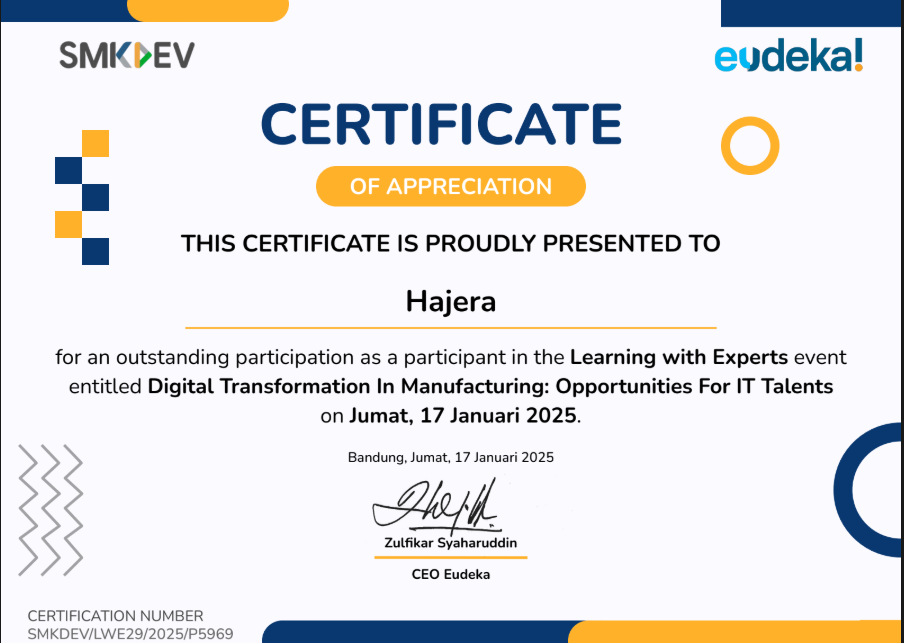 SMKDEV
eudeka!
CERTIFICATE
OF APPRECIATION
THIS CERTIFICATE IS PROUDLY PRESENTED TO
Hajera
for an outstanding participation as a participant in the Learning with Experts event
entitled Digital Transformation In Manufacturing: Opportunities For IT Talents
on Jumat, 17 Januari 2025.
Bandung, Jumat, 17 Januari 2025
Zulfikar Syaharuddin
CEO Eudeka
CERTIFICATION NUMBER
SMKDEV/LWE29/2025/P5969